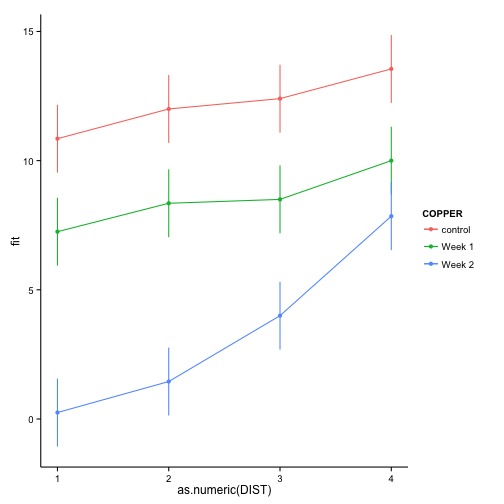 15
10
5
0
fit
1 2 3 4
as.numeric(DIST)
COPPER
control
Week 1
Week 2